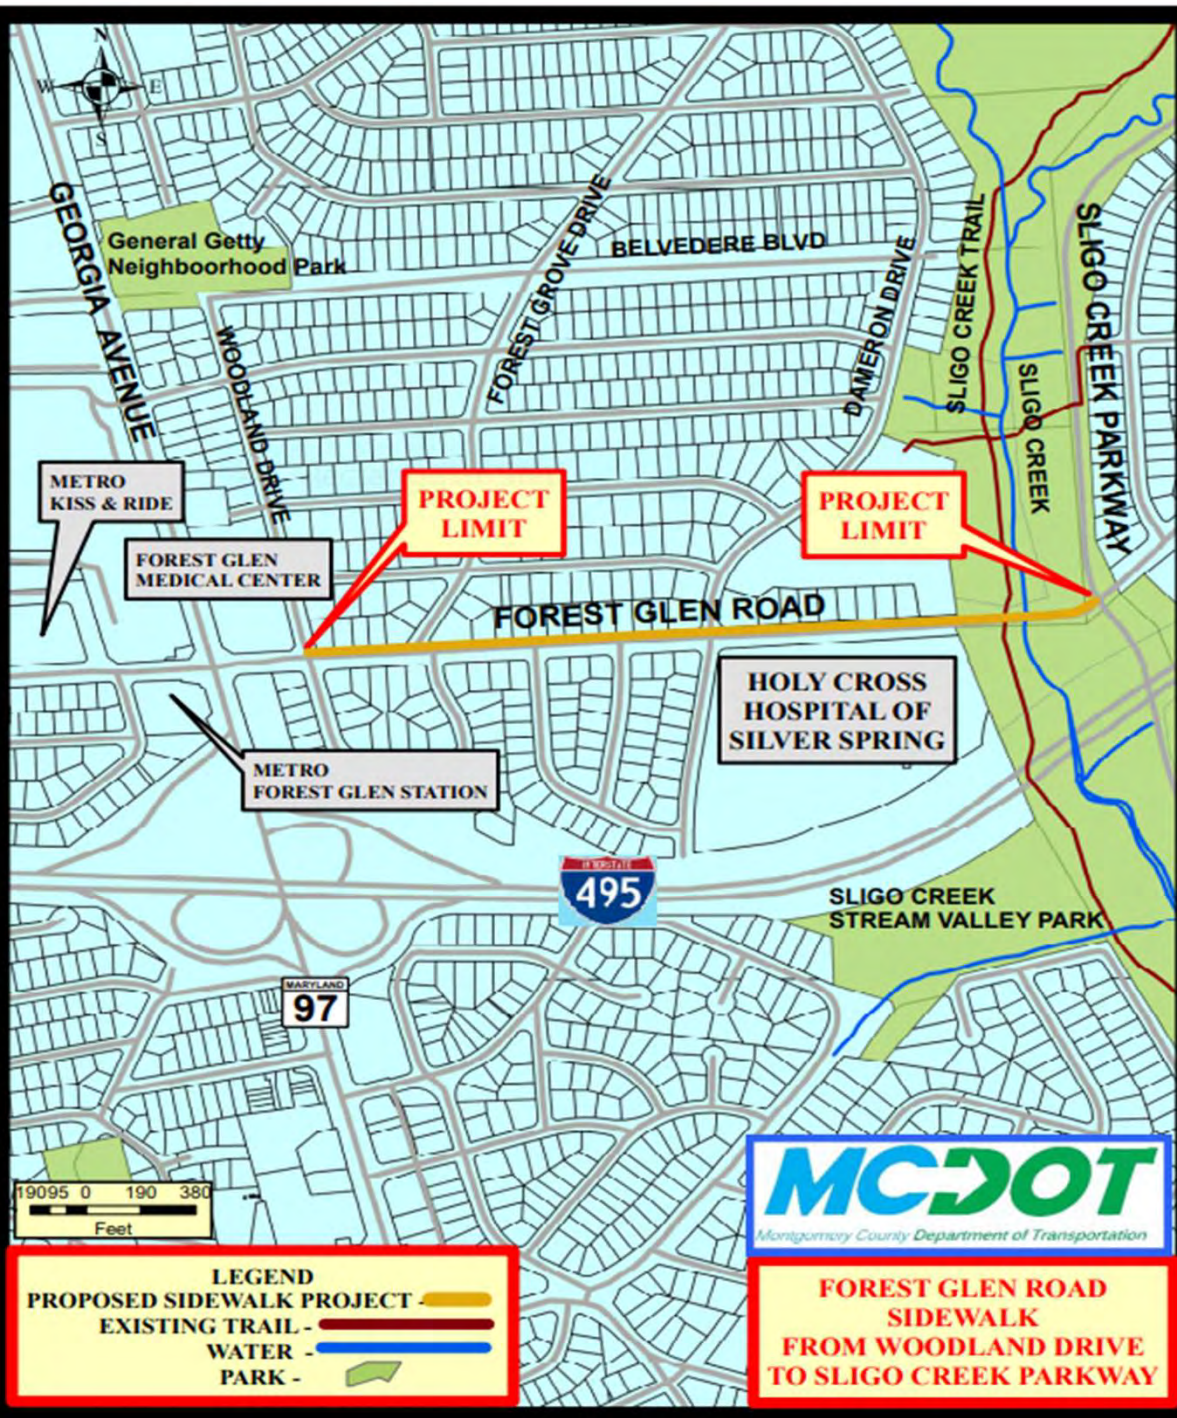 N
W E
S
GEORGIA AVENUE
General Getty
Neighboorhood Park
WOODLAND DRIVE
FOREST GROVE DRIVE
BELVEDERE BLVD
DAMERON DRIVE
SLIGO CREEK TRAIL
SLIGO CREEK
SLIGO CREEK PARKWAY
METRO
KISS & RIDE
FOREST GLEN
MEDICAL CENTER
PROJECT
LIMIT
PROJECT
LIMIT
FOREST GLEN ROAD
HOLY CROSS
HOSPITAL OF
SILVER SPRING
METRO
FOREST GLEN STATION
INTERSTATE
495
SLIGO CREEK
STREAM VALLEY PARK
MARYLAND
97
19095 0 190 380
Feet
MCDOT
Montgomery County Department of Transportation
LEGEND
PROPOSED SIDEWALK PROJECT -
EXISTING TRAIL -
WATER -
PARK -
FOREST GLEN ROAD
SIDEWALK
FROM WOODLAND DRIVE
TO SLIGO CREEK PARKWAY